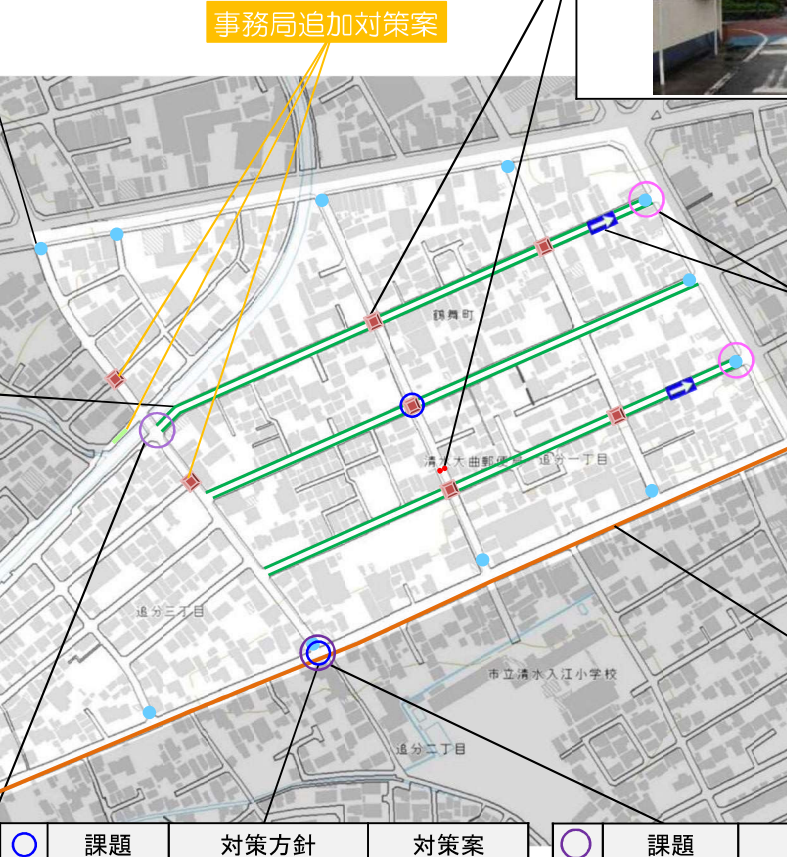 事務局追加対策案
鶴舞町
清水大曲郵便局
追分一丁目
追分三丁目
市立清水入江小学校
追分二丁目
課題 対策方針 対策案
課題